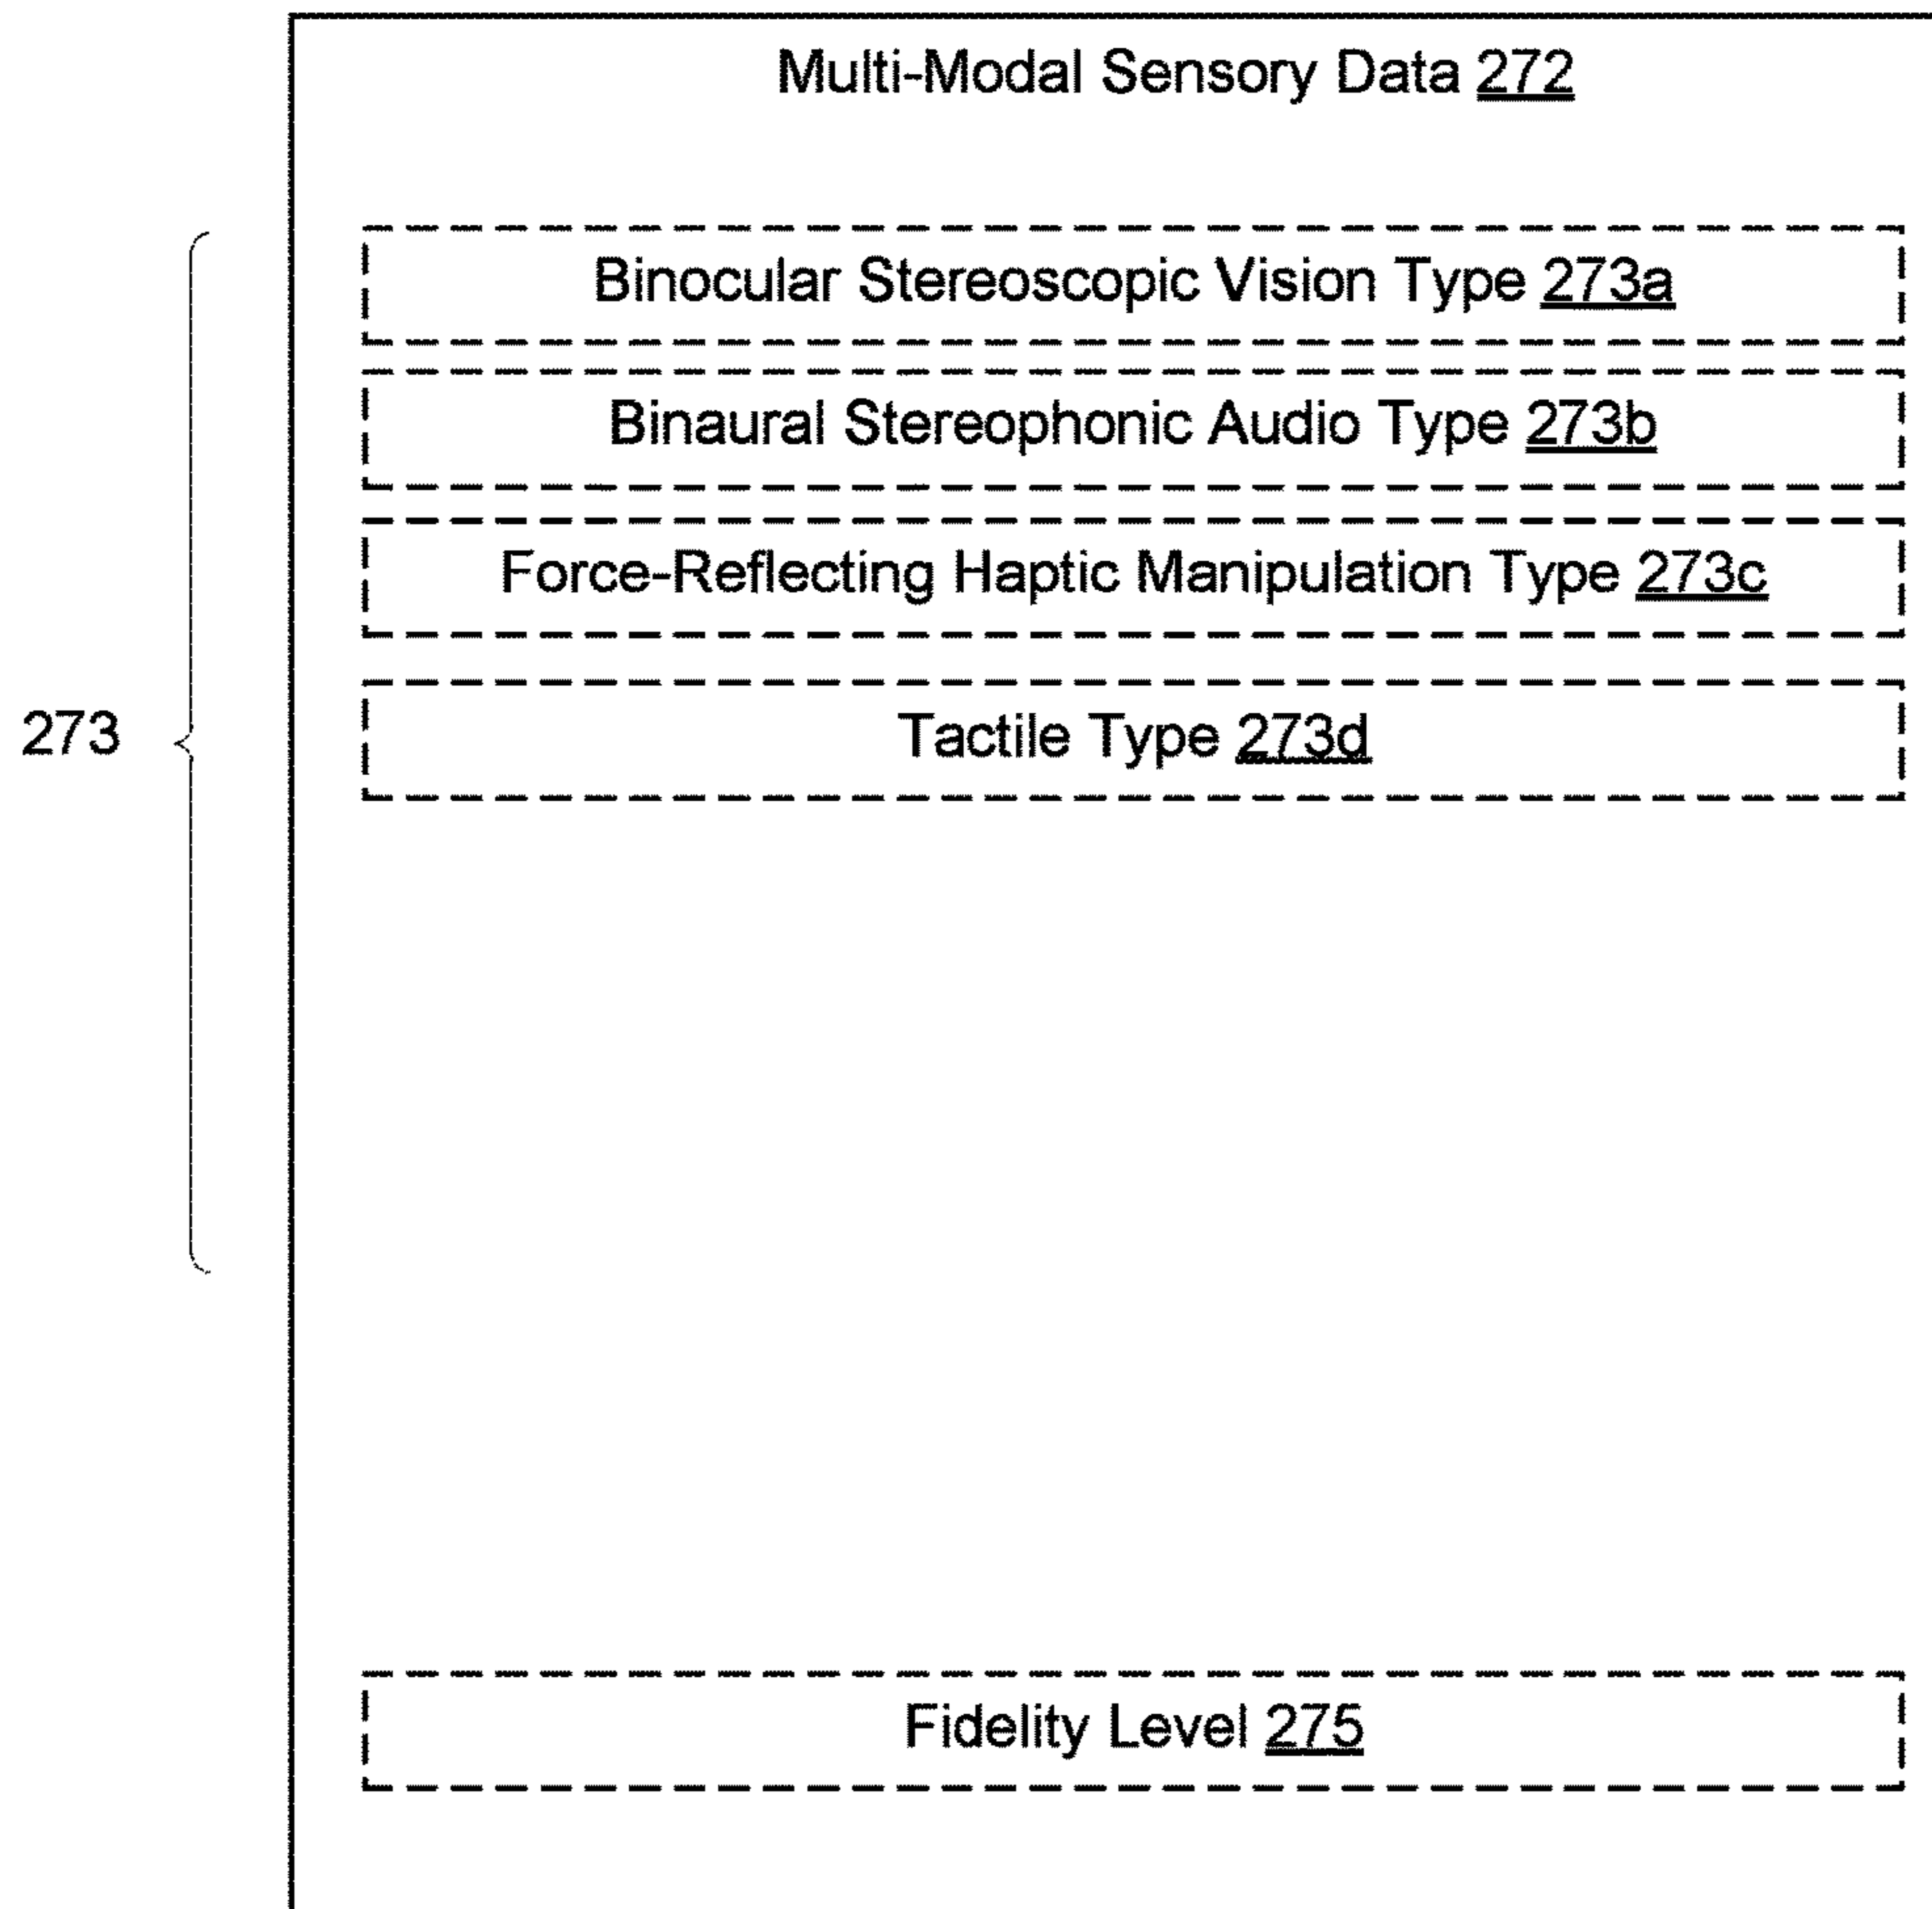 Multi-Modal Sensory Data 272
Binocular Stereoscopic Vision Type 273a
Binaural Stereophonic Audio Type 273b
Force-Reflecting Haptic Manipulation Type 273c
273
Tactile Type 273d
Fidelity Level 275